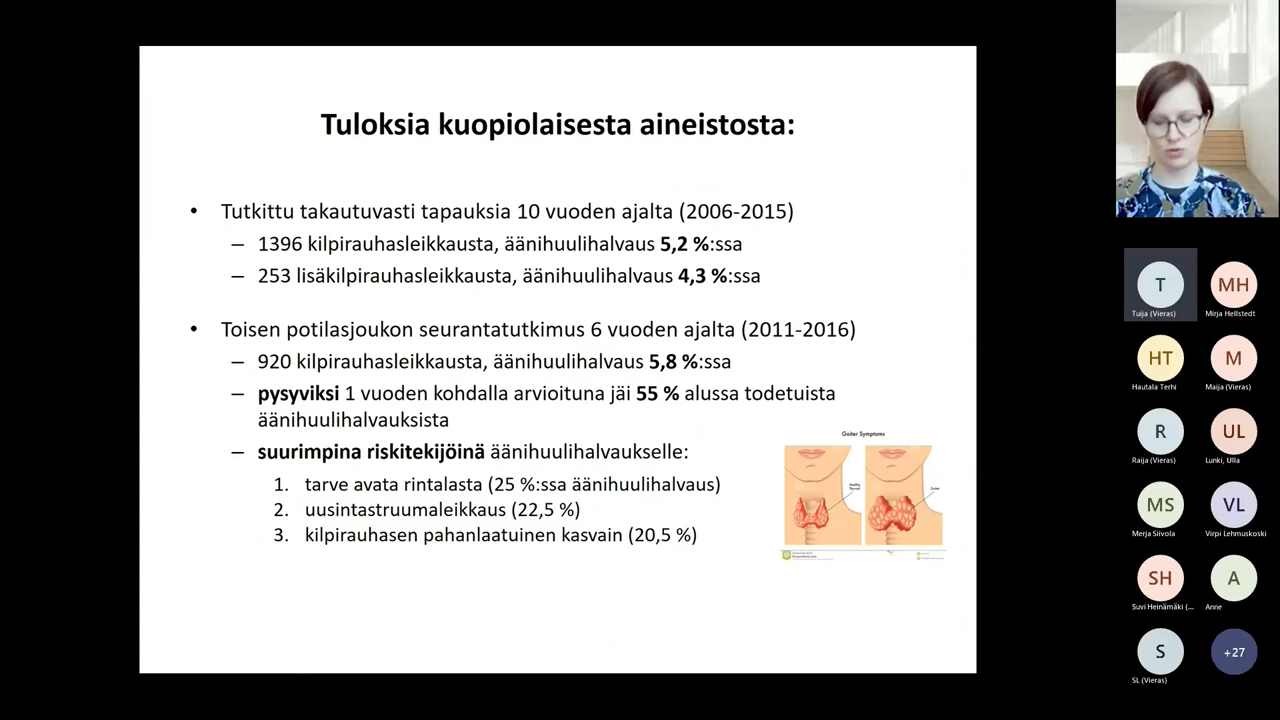 Tuloksia kuopiolaisesta aineistosta:
• Tutkittu takautuvasti tapauksia 10 vuoden ajalta (2006-2015)
– 1396 kilpirauhasleikkausta, äänihuulihalvaus 5,2 %:ssa
– 253 lisäkilpirauhasleikkausta, äänihuulihalvaus 4,3 %:ssa
• Toisen potilasjoukon seurantatutkimus 6 vuoden ajalta (2011-2016)
– 920 kilpirauhasleikkausta, äänihuulihalvaus 5,8 %:ssa
– pysyviksi 1 vuoden kohdalla arvioituna jäi 55 % alussa todetuista
äänihuulihalvauksista
– suurimpina riskitekijöinä äänihuulihalvaukselle:
1. tarve avata rintalasta (25 %:ssa äänihuulihalvaus)
2. uusintastruumaleikkaus (22,5 %)
3. kilpirauhasen pahanlaatuinen kasvain (20,5 %)
Goiter Symptoms
Healthy
Thyroid
Goiter
T
Tuija (Vieras)
MH
Mirja Hellstedt
HT
Hautala Terhi
M
Maija (Vieras)
R
Raija (Vieras)
UL
Lunki, Ulla
MS
Merja Siivola
VL
Virpi Lehmuskoski
SH
Suvi Heinämäki (...
A
Anne
S
SL (Vieras)
+27